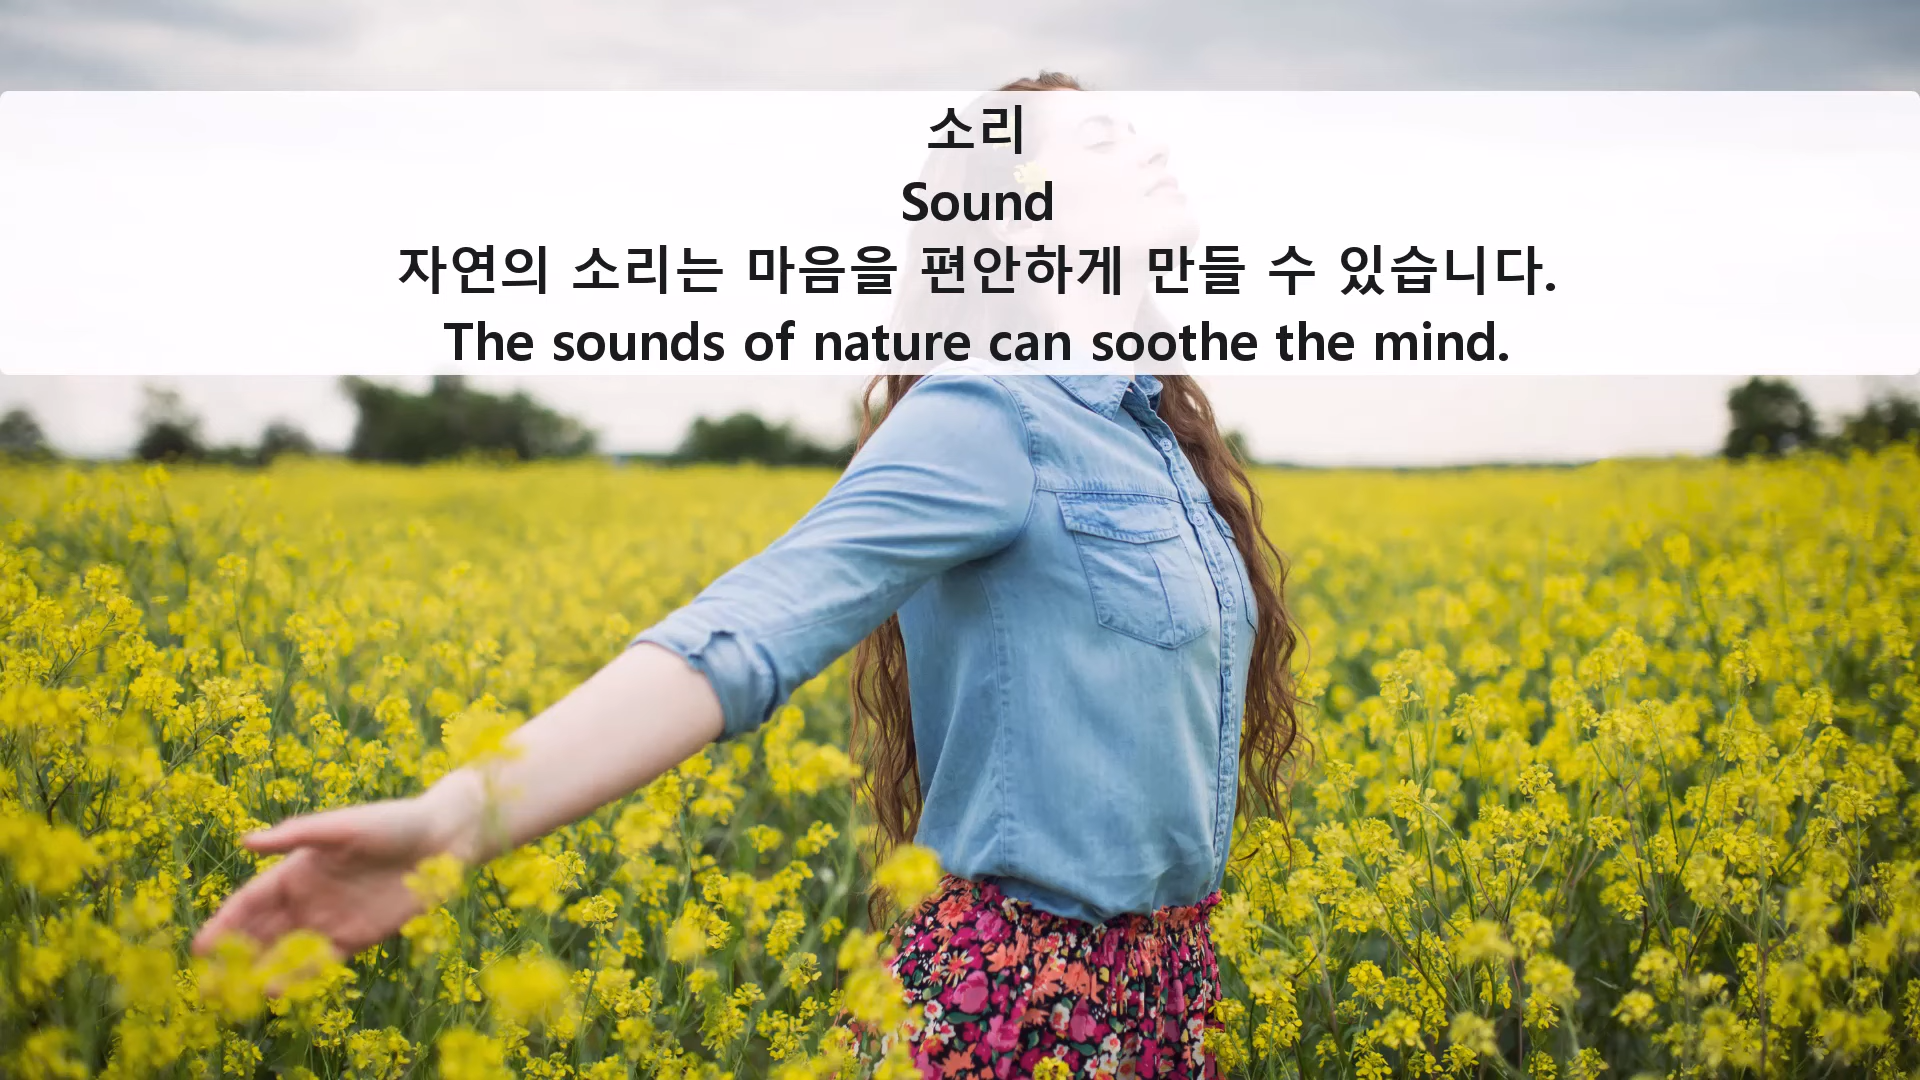 소리
Sound
자연의 소리는 마음을 편안하게 만들 수 있습니다.
The sounds of nature can soothe the mind.